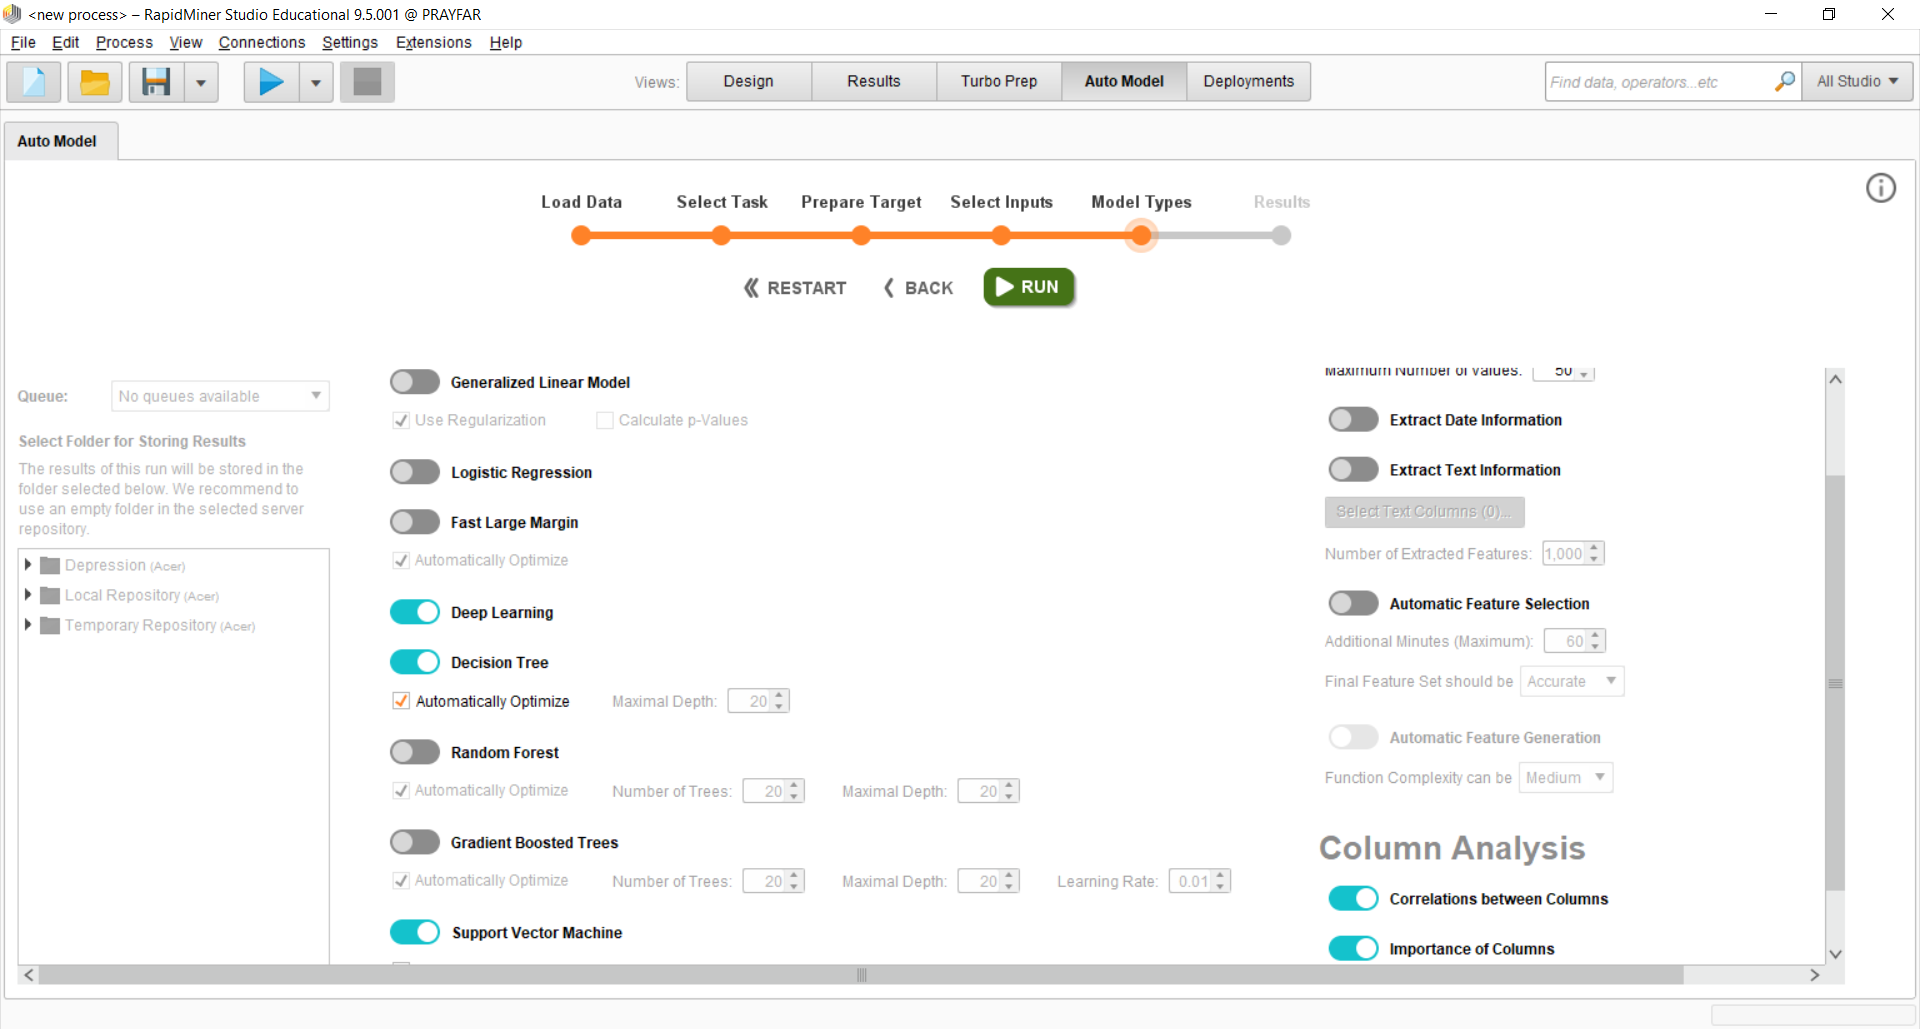 <new process> – RapidMiner Studio Educational 9.5.001 @ PRAYFAR
File Edit Process View Connections Settings Extensions Help
Views: Design Results Turbo Prep Auto Model Deployments Find data, operators...etc All Studio
Auto Model
Load Data Select Task Prepare Target Select Inputs Model Types Results
RESTART BACK RUN
Queue: No queues available
Select Folder for Storing Results
The results of this run will be stored in the
folder selected below. We recommend to
use an empty folder in the selected server
repository.
Depression (Acer)
Local Repository (Acer)
Temporary Repository (Acer)
Generalized Linear Model
Use Regularization Calculate p-Values
Logistic Regression
Fast Large Margin
Automatically Optimize
Deep Learning
Decision Tree
Automatically Optimize Maximal Depth: 20
Random Forest
Automatically Optimize Number of Trees: 20 Maximal Depth: 20
Gradient Boosted Trees
Automatically Optimize Number of Trees: 20 Maximal Depth: 20 Learning Rate: 0.01
Support Vector Machine
Maximum Number of Values: 50
Extract Date Information
Extract Text Information
Select Text Columns (0)...
Number of Extracted Features: 1,000
Automatic Feature Selection
Additional Minutes (Maximum): 60
Final Feature Set should be Accurate
Automatic Feature Generation
Function Complexity can be Medium
Column Analysis
Correlations between Columns
Importance of Columns